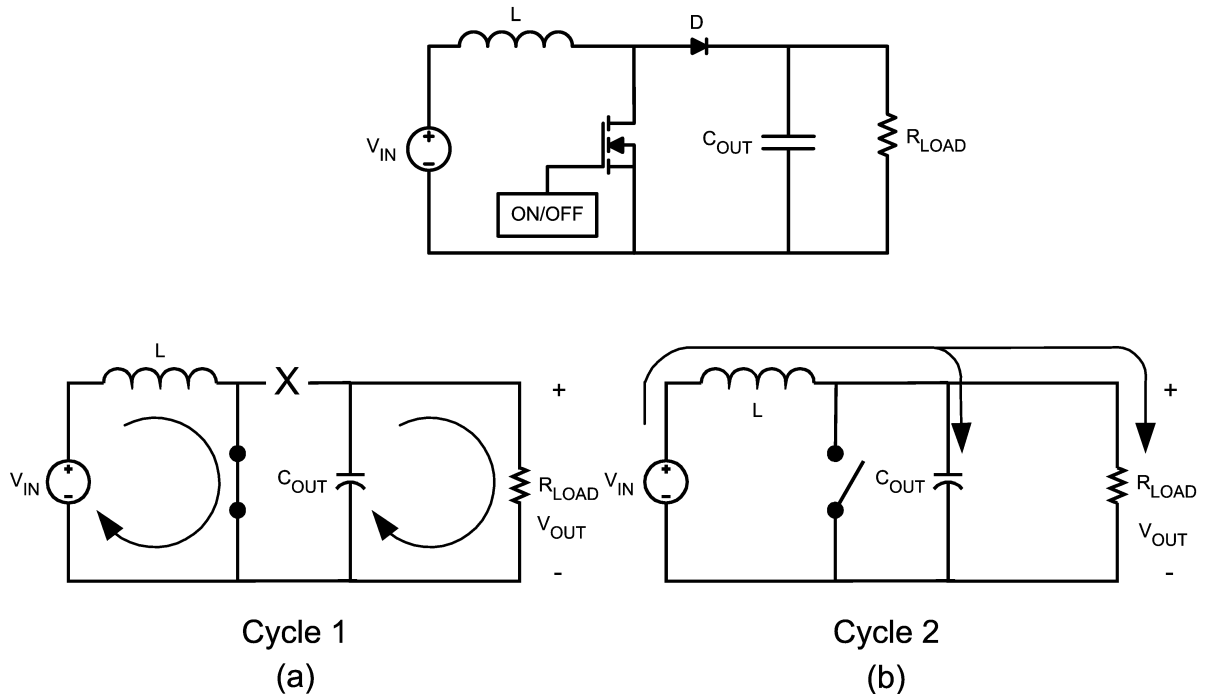 L
D
V_IN
+
-
C_OUT
R_LOAD
ON/OFF
L
X
+
V_IN
+
-
C_OUT
R_LOAD
V_OUT
-
Cycle 1
(a)
L
+
V_IN
+
-
C_OUT
R_LOAD
V_OUT
-
Cycle 2
(b)